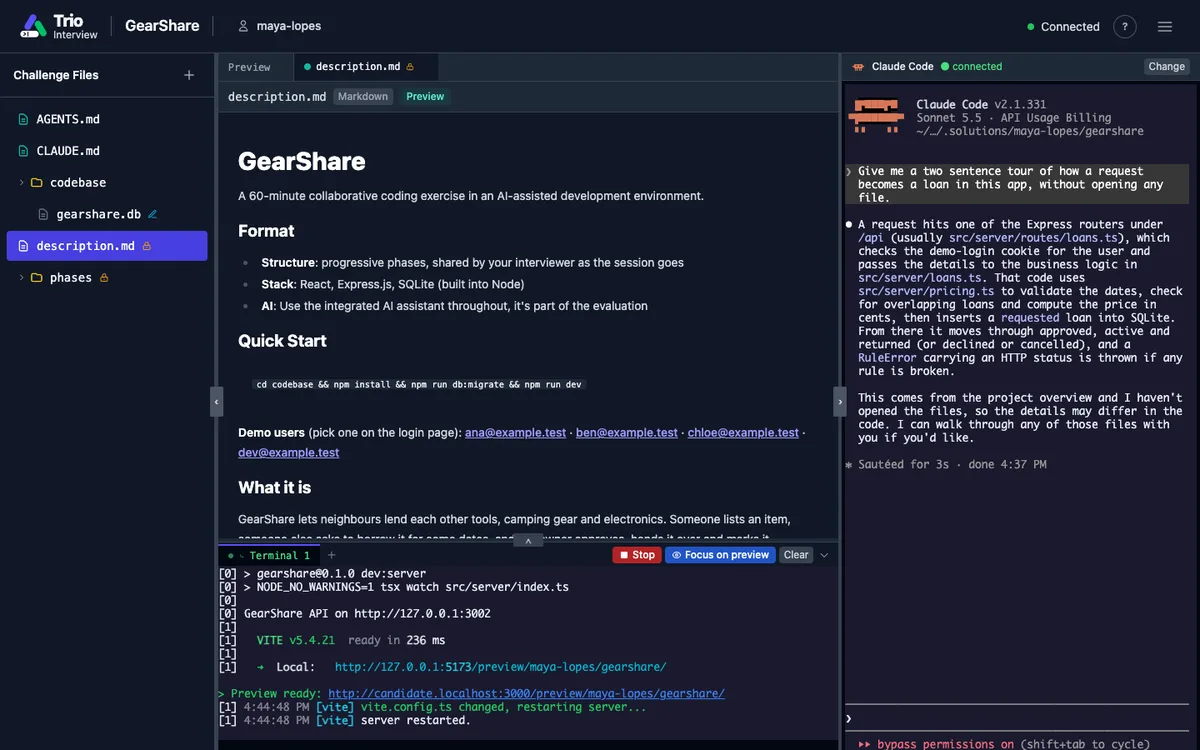 Trio
Interview
GearShare
maya-lopes
Connected
?
Challenge Files
+
AGENTS.md
CLAUDE.md
codebase
gearshare.db
description.md
phases
Preview
description.md
description.md Markdown Preview
GearShare
A 60-minute collaborative coding exercise in an AI-assisted development environment.
Format
Structure: progressive phases, shared by your interviewer as the session goes
Stack: React, Express.js, SQLite (built into Node)
AI: Use the integrated AI assistant throughout, it's part of the evaluation
Quick Start
cd codebase && npm install && npm run db:migrate && npm run dev
Demo users (pick one on the login page): ana@example.test · ben@example.test · chloe@example.test ·
dev@example.test
What it is
GearShare lets neighbours lend each other tools, camping gear and electronics. Someone lists an item,
Terminal 1
+
Stop
Focus on preview
Clear
[0] > gearshare@0.1.0 dev:server
[0] > NODE_NO_WARNINGS=1 tsx watch src/server/index.ts
[0]
[0] GearShare API on http://127.0.0.1:3002
[1]
[1] VITE v5.4.21 ready in 236 ms
[1]
[1] ➜ Local: http://127.0.0.1:5173/preview/maya-lopes/gearshare/
> Preview ready: http://candidate.localhost:3000/preview/maya-lopes/gearshare/
[1] 4:44:48 PM [vite] vite.config.ts changed, restarting server...
[1] 4:44:48 PM [vite] server restarted.
Claude Code connected
Change
Claude Code v2.1.331
Sonnet 5.5 · API Usage Billing
~/…/.solutions/maya-lopes/gearshare
❯ Give me a two sentence tour of how a request
becomes a loan in this app, without opening any
file.
● A request hits one of the Express routers under
/api (usually src/server/routes/loans.ts), which
checks the demo-login cookie for the user and
passes the details to the business logic in
src/server/loans.ts. That code uses
src/server/pricing.ts to validate the dates, check
for overlapping loans and compute the price in
cents, then inserts a requested loan into SQLite.
From there it moves through approved, active and
returned (or declined or cancelled), and a
RuleError carrying an HTTP status is thrown if any
rule is broken.
This comes from the project overview and I haven't
opened the files, so the details may differ in the
code. I can walk through any of those files with
you if you'd like.
✻ Sautéed for 3s · done 4:37 PM
❯
⏵⏵ bypass permissions on (shift+tab to cycle)